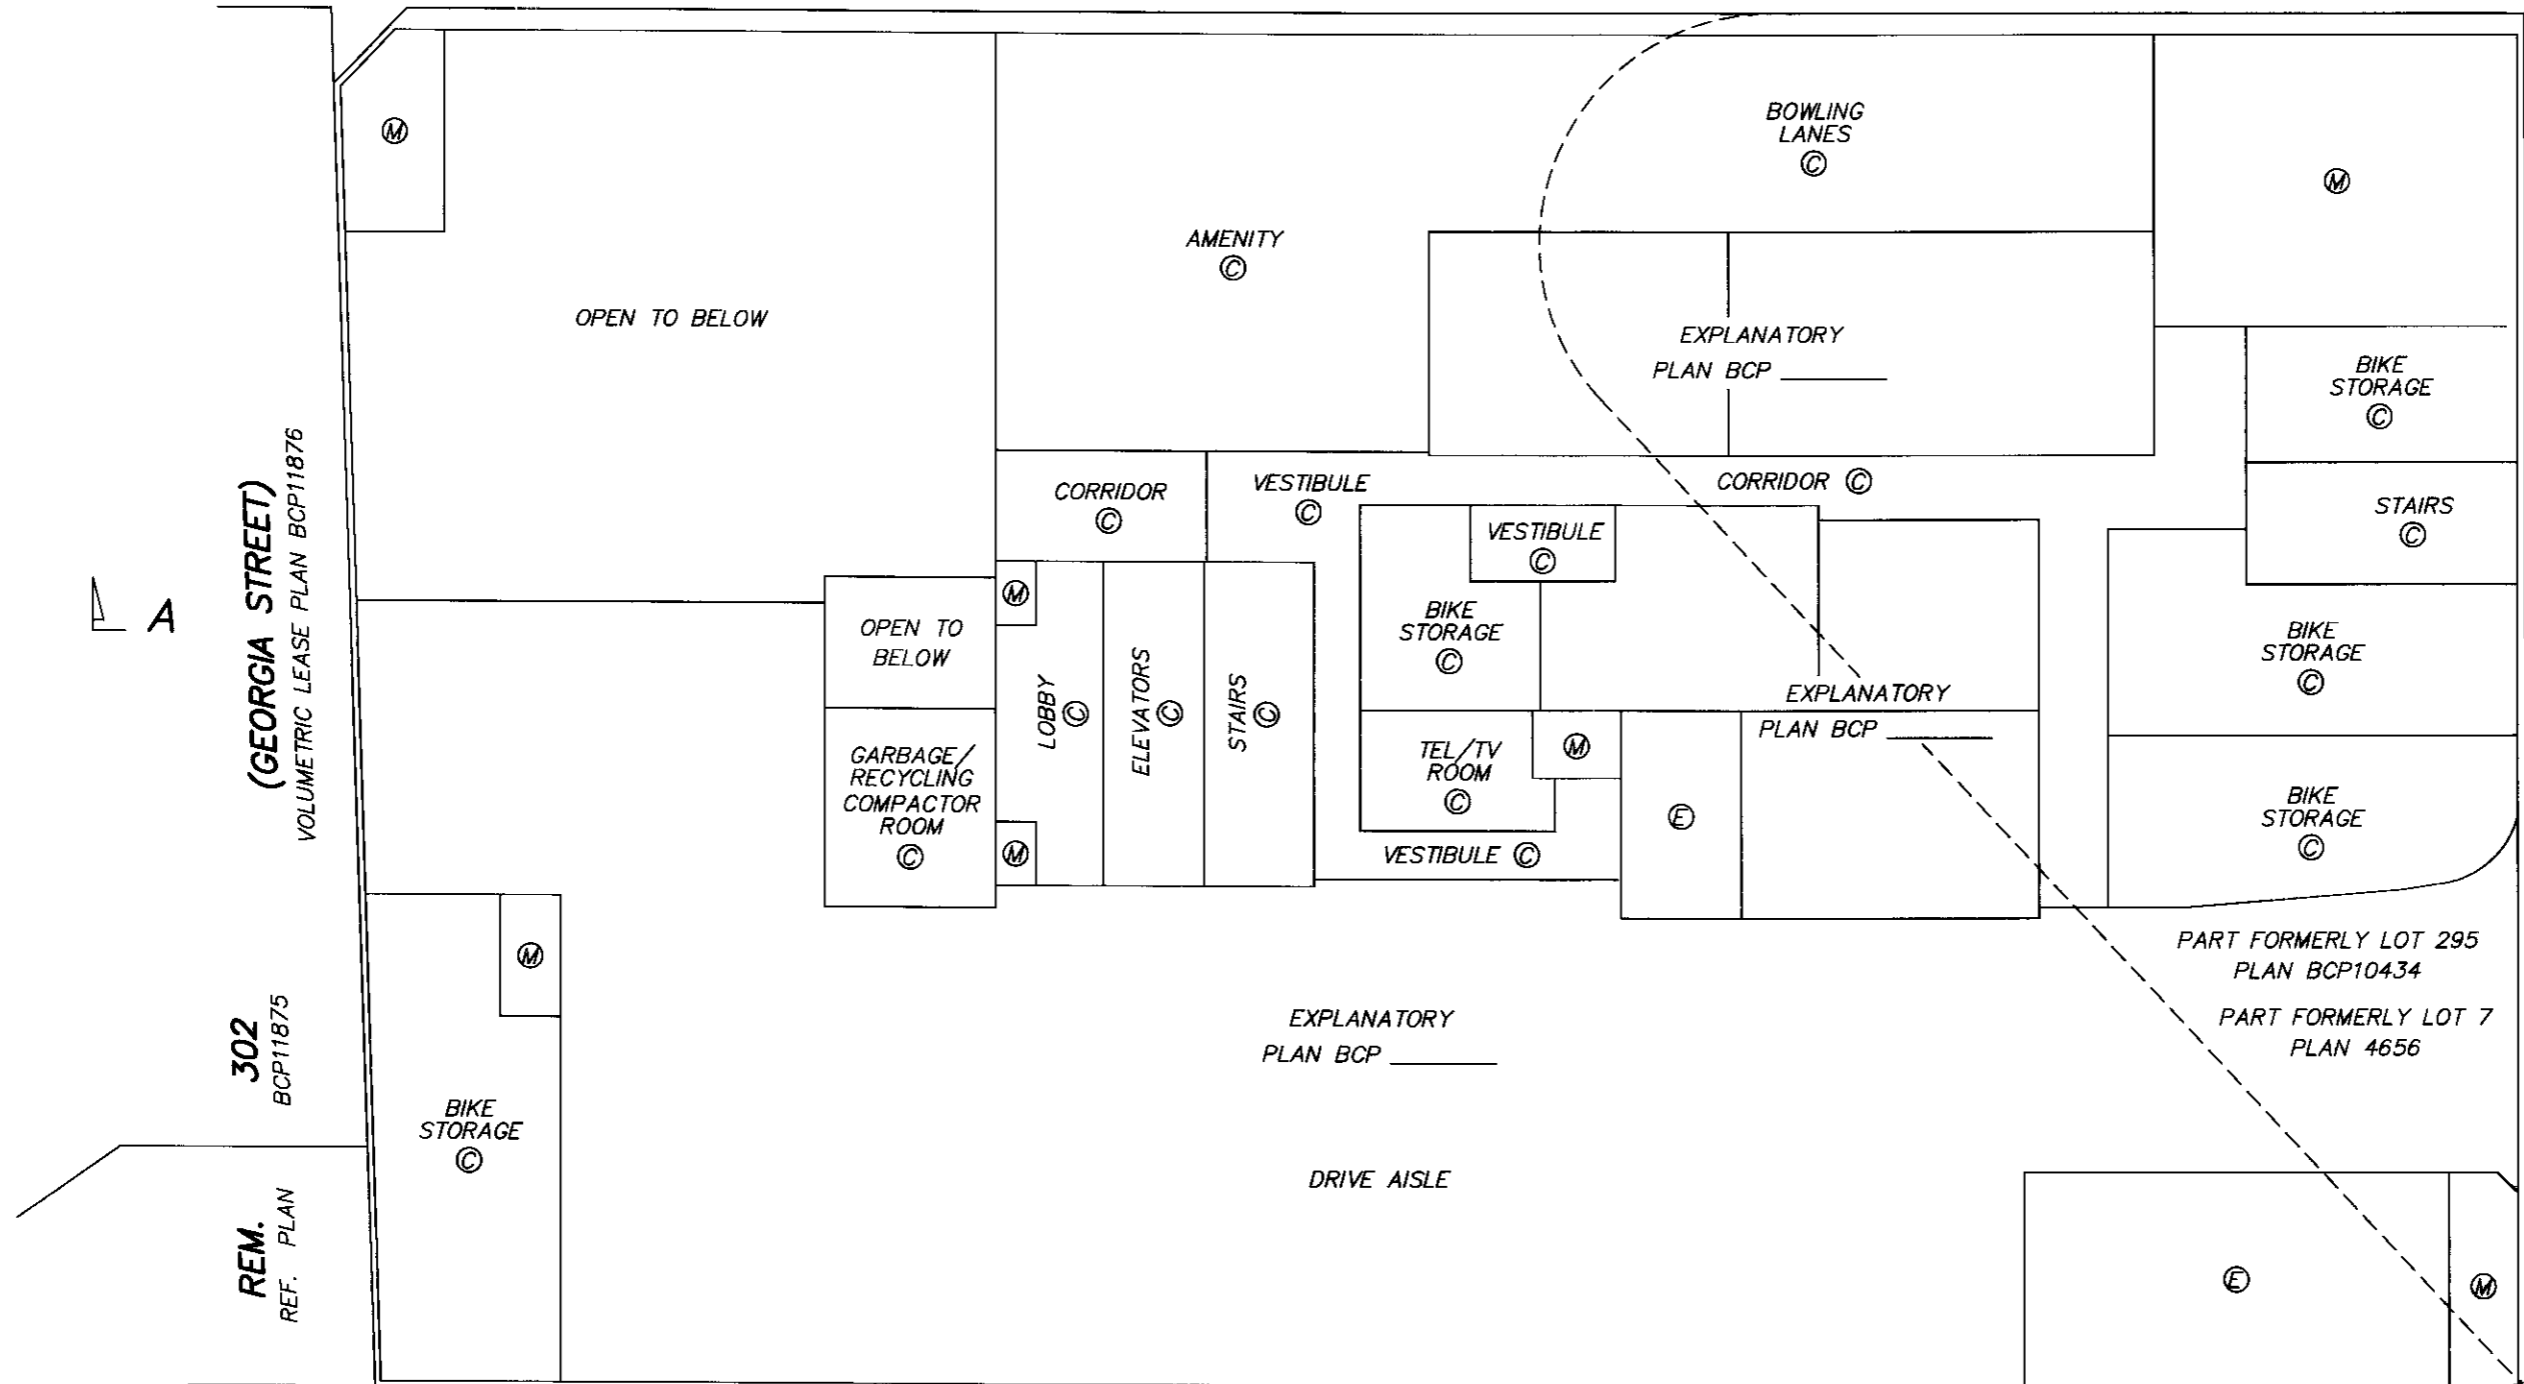 Ⓜ
BOWLING
LANES
Ⓒ
Ⓜ
AMENITY
Ⓒ
OPEN TO BELOW
EXPLANATORY
PLAN BCP ________
BIKE
STORAGE
Ⓒ
(GEORGIA STREET)
VOLUMETRIC LEASE PLAN BCP11876
CORRIDOR
Ⓒ
VESTIBULE
Ⓒ
CORRIDOR Ⓒ
STAIRS
Ⓒ
VESTIBULE
Ⓒ
A
OPEN TO
BELOW
Ⓜ
BIKE
STORAGE
Ⓒ
BIKE
STORAGE
Ⓒ
LOBBY Ⓒ
ELEVATORS Ⓒ
STAIRS Ⓒ
EXPLANATORY
PLAN BCP ________
GARBAGE/
RECYCLING
COMPACTOR
ROOM
Ⓒ
Ⓜ
TEL/TV
ROOM
Ⓒ
Ⓜ
Ⓔ
VESTIBULE Ⓒ
BIKE
STORAGE
Ⓒ
Ⓜ
PART FORMERLY LOT 295
PLAN BCP10434
PART FORMERLY LOT 7
PLAN 4656
EXPLANATORY
PLAN BCP ________
REM. 302
REF. PLAN BCP11875
BIKE
STORAGE
Ⓒ
DRIVE AISLE
Ⓔ
Ⓜ